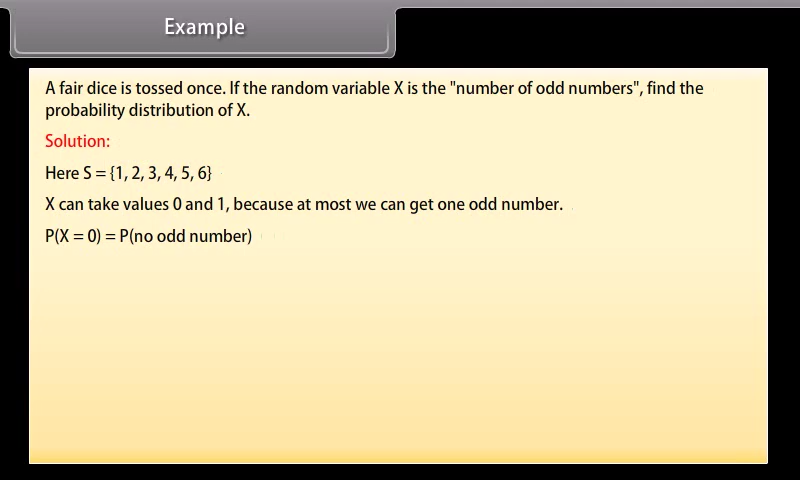 Example
A fair dice is tossed once. If the random variable X is the "number of odd numbers", find the
probability distribution of X.
Solution:
Here S = {1, 2, 3, 4, 5, 6}
X can take values 0 and 1, because at most we can get one odd number.
P(X = 0) = P(no odd number)